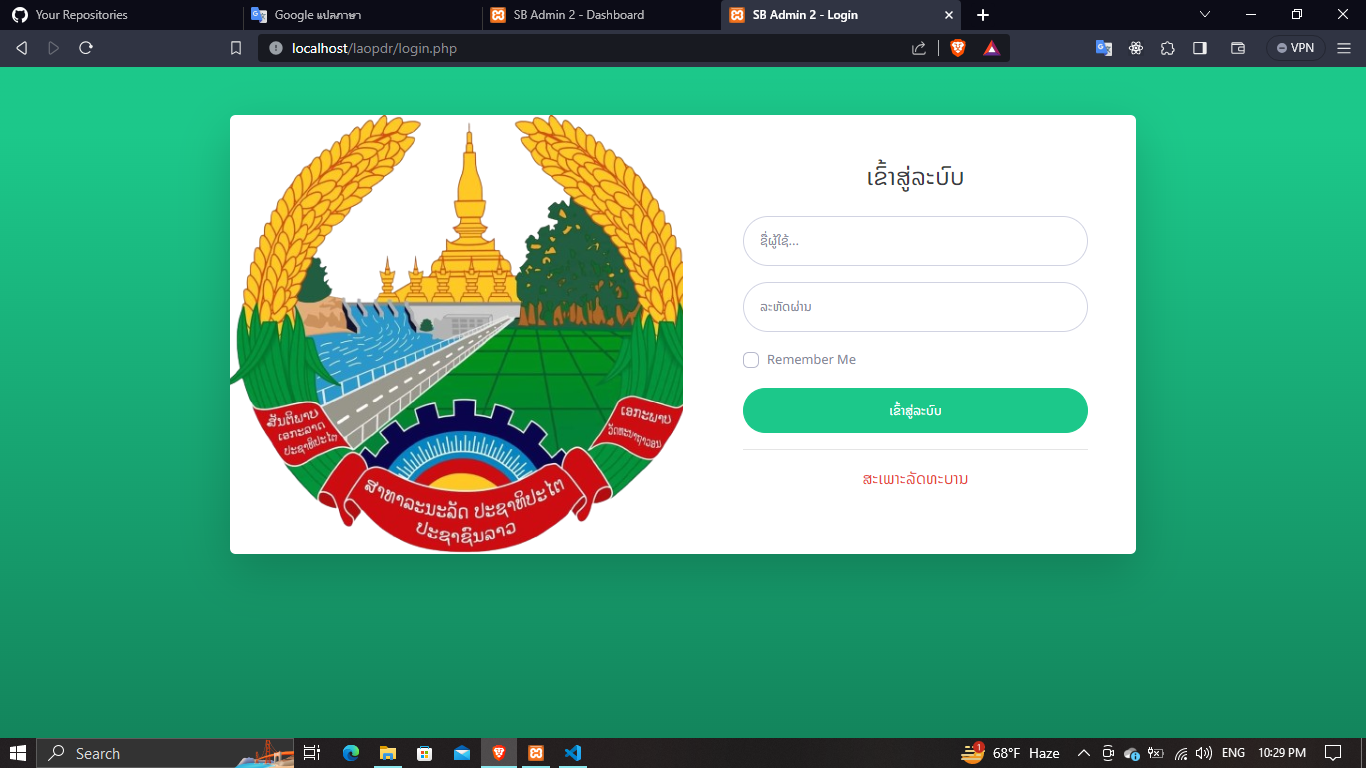 Your Repositories
Google แปลภาษา
SB Admin 2 - Dashboard
SB Admin 2 - Login
localhost/laopdr/login.php
VPN
ເຂົ້າສູ່ລະບົບ
ຊື່ຜູ້ໃຊ້...
ລະຫັດຜ່ານ
Remember Me
ເຂົ້າສູ່ລະບົບ
ສະເພາະລັດທະບານ
ສັນຕິພາບ
ເອກະລາດ
ປະຊາທິປະໄຕ
ເອກະພາບ
ວັດທະນາຖາວອນ
ສາທາລະນະລັດ ປະຊາທິປະໄຕ
ປະຊາຊົນລາວ
Search
1
68°F Haze
ENG
10:29 PM